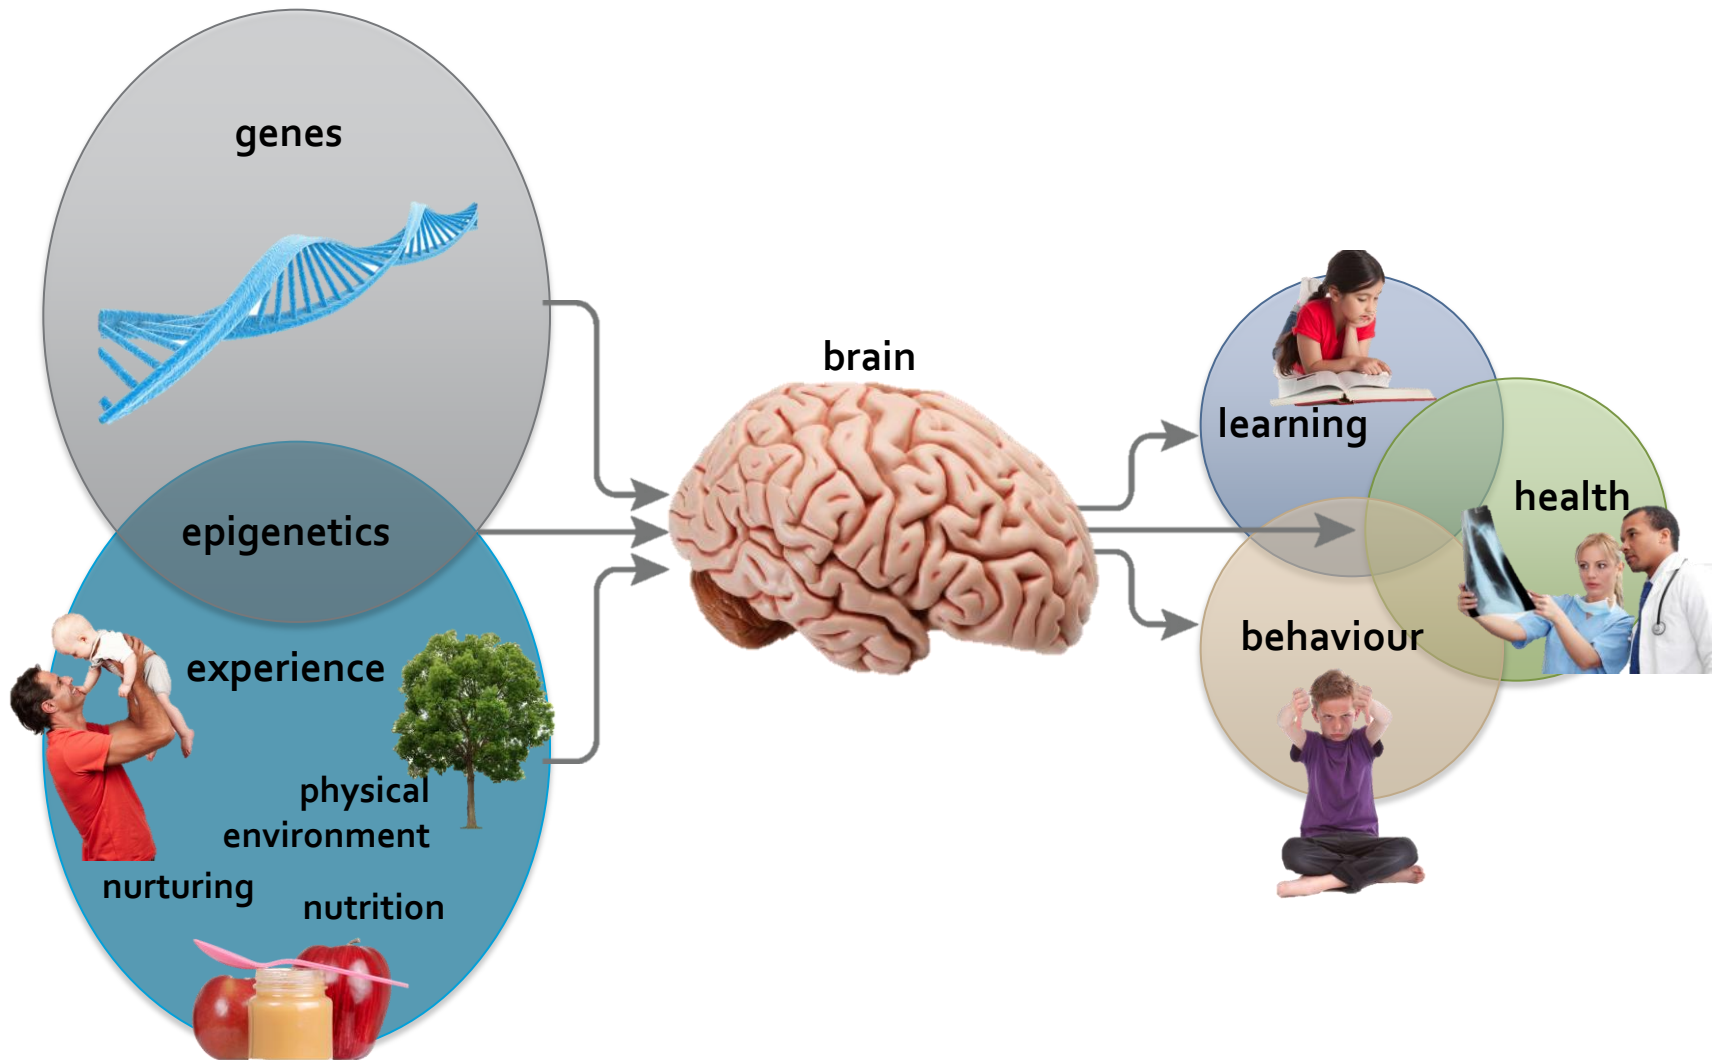 genes
epigenetics
experience
physical
environment
nurturing
nutrition
brain
learning
health
behaviour